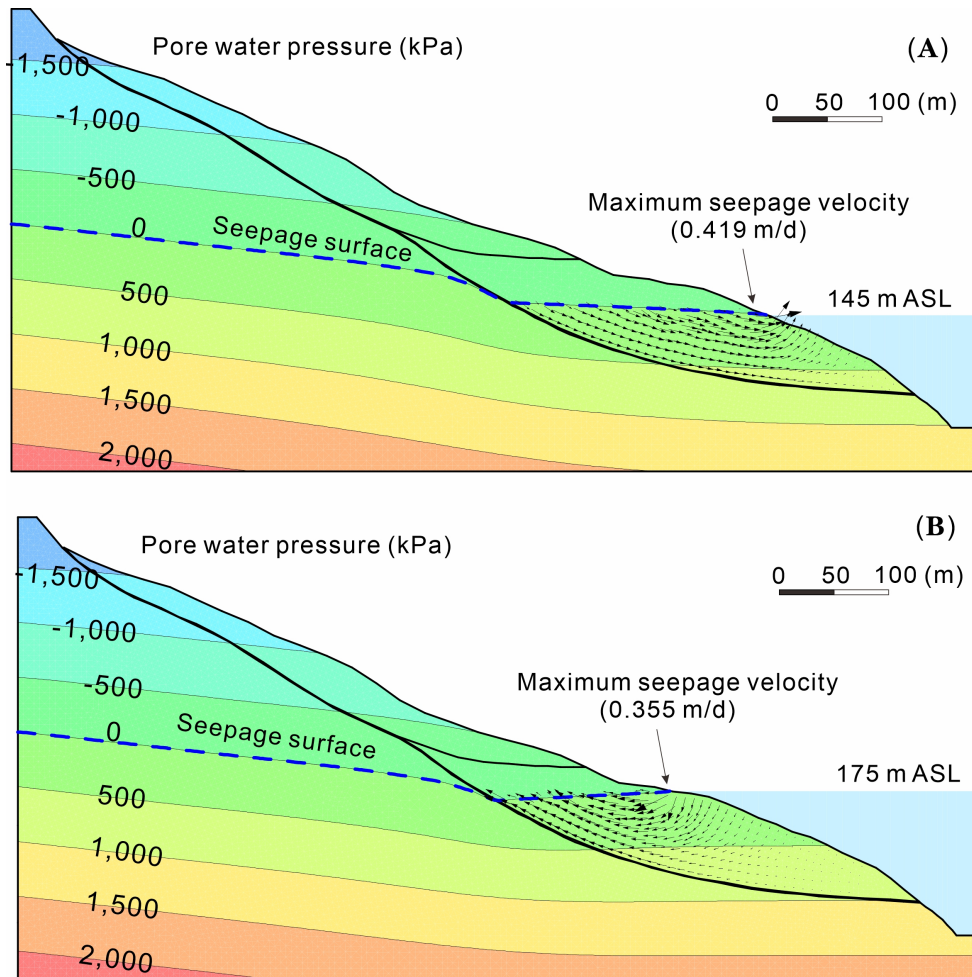 (A)
Pore water pressure (kPa)
-1,500
-1,000
-500
0
500
1,000
1,500
2,000
Seepage surface
0 50 100 (m)
Maximum seepage velocity
(0.419 m/d)
145 m ASL
(B)
Pore water pressure (kPa)
-1,500
-1,000
-500
0
500
1,000
1,500
2,000
Seepage surface
0 50 100 (m)
Maximum seepage velocity
(0.355 m/d)
175 m ASL